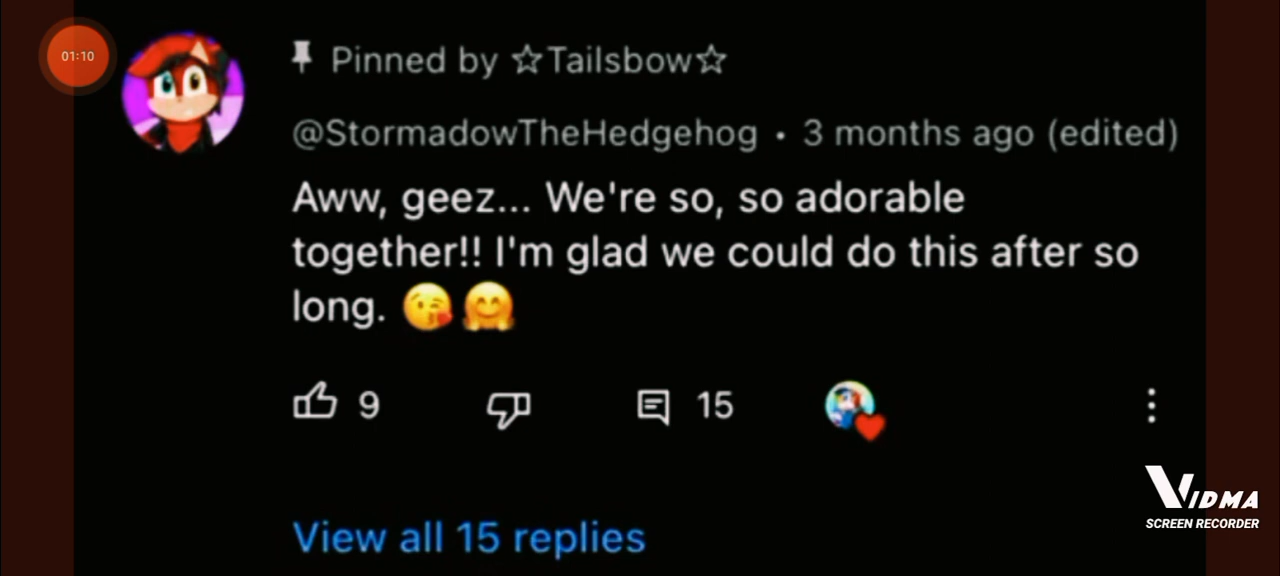 01:10
Pinned by ☆Tailsbow☆
@StormadowTheHedgehog • 3 months ago (edited)
Aww, geez... We're so, so adorable
together!! I'm glad we could do this after so
long. 😘🤗
9 15
View all 15 replies
VIDMA
SCREEN RECORDER